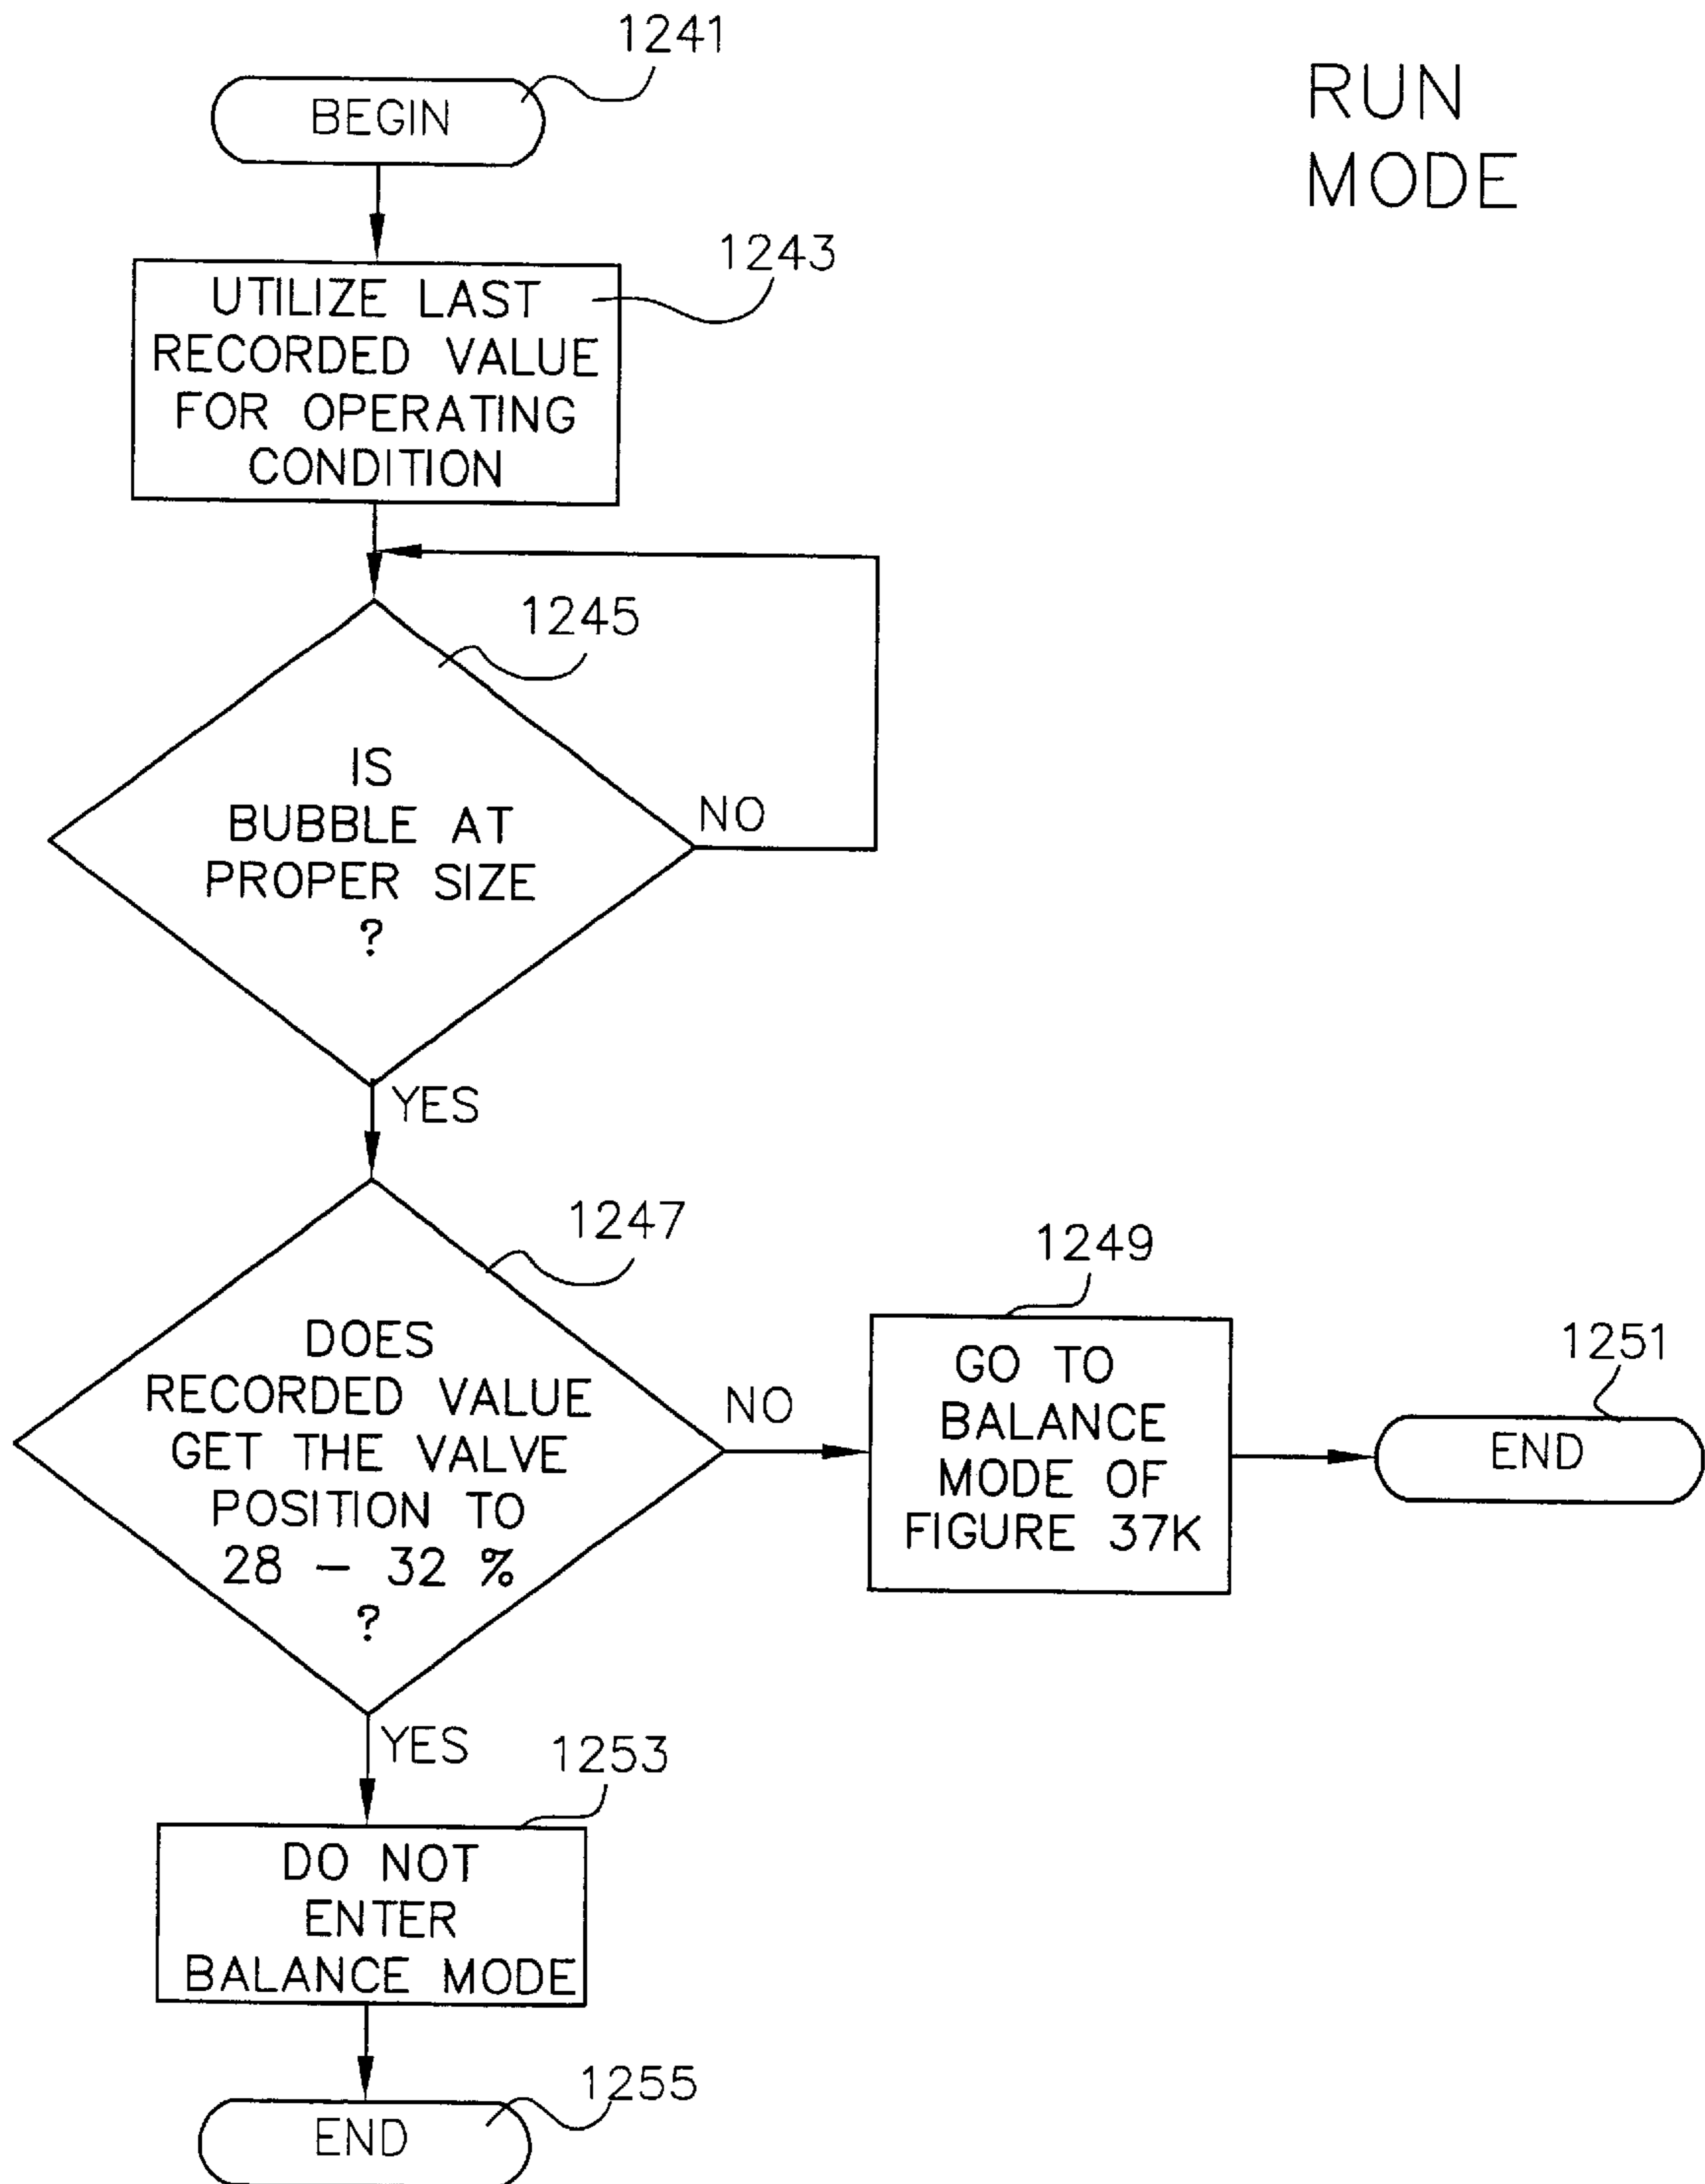 1241
BEGIN
RUN
MODE
1243
UTILIZE LAST
RECORDED VALUE
FOR OPERATING
CONDITION
1245
IS
BUBBLE AT
PROPER SIZE
?
NO
YES
1247
DOES
RECORDED VALUE
GET THE VALVE
POSITION TO
28 – 32 %
?
NO
1249
GO TO
BALANCE
MODE OF
FIGURE 37K
1251
END
YES
1253
DO NOT
ENTER
BALANCE MODE
1255
END